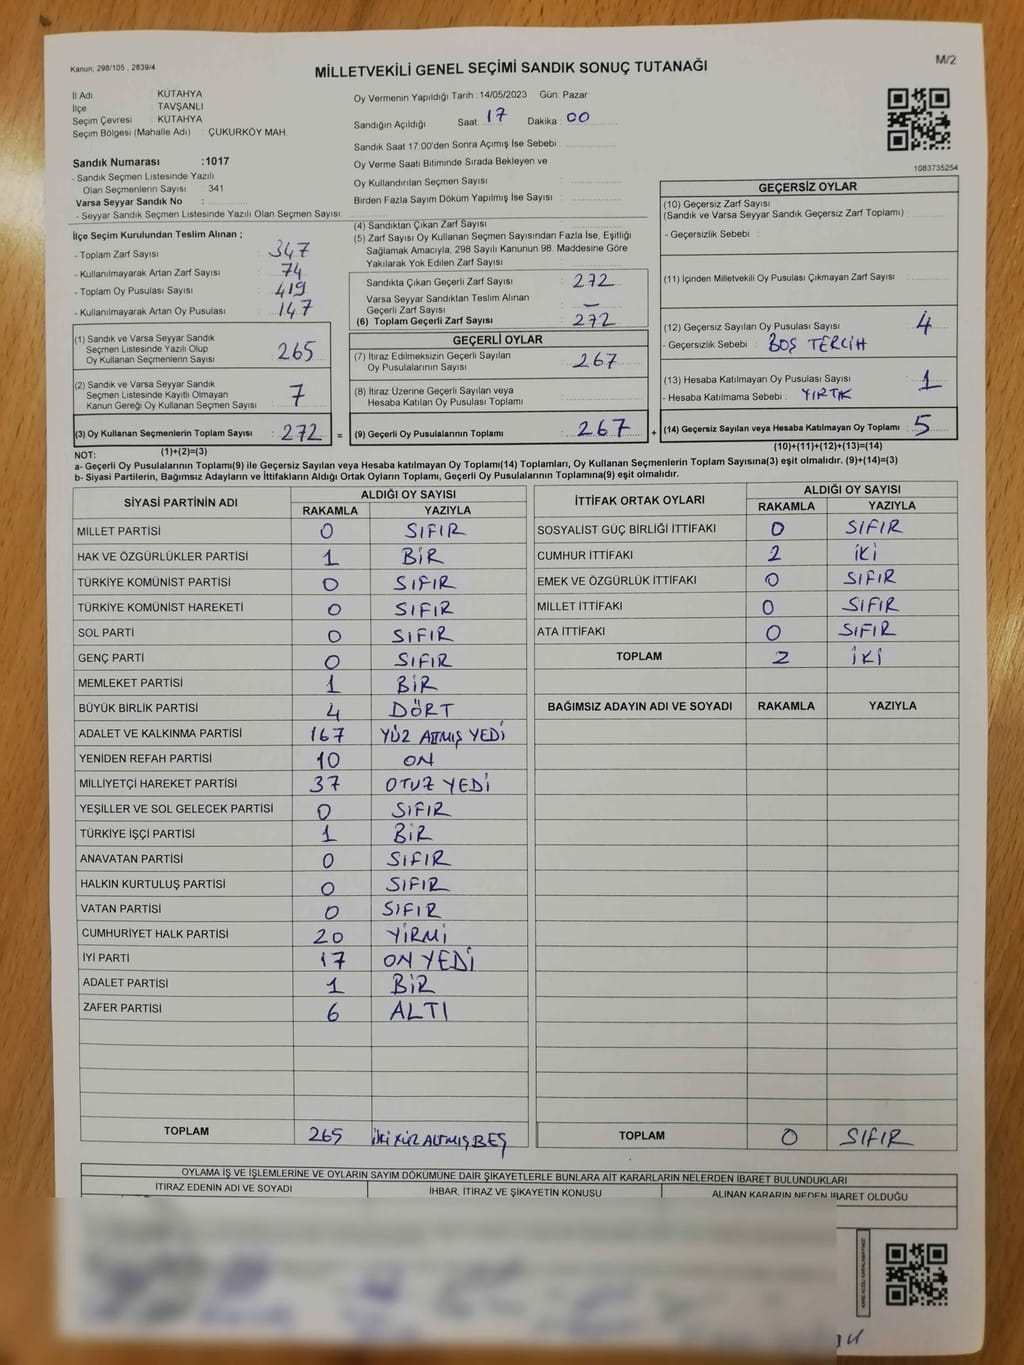 Kanun: 298/105 , 2839/4
M/2
MİLLETVEKİLİ GENEL SEÇİMİ SANDIK SONUÇ TUTANAĞI
İl Adı : KÜTAHYA
İlçe : TAVŞANLI
Seçim Çevresi : KÜTAHYA
Seçim Bölgesi (Mahalle Adı) : ÇUKURKÖY MAH.
Oy Vermenin Yapıldığı Tarih :14/05/2023 Gün: Pazar
Sandığın Açıldığı Saat: 17 Dakika: 00
Sandık Saat 17:00'den Sonra Açımış İse Sebebi :
Oy Verme Saati Bitiminde Sırada Bekleyen ve
Oy Kullandırılan Seçmen Sayısı :
Birden Fazla Sayım Döküm Yapılmış İse Sebebi :
1083735254
Sandık Numarası :1017
- Sandık Seçmen Listesinde Yazılı
Olan Seçmenlerin Sayısı : 341
Varsa Seyyar Sandık No :
- Seyyar Sandık Seçmen Listesinde Yazılı Olan Seçmen Sayısı:
İlçe Seçim Kurulundan Teslim Alınan ;
- Toplam Zarf Sayısı : 347
- Kullanılmayarak Artan Zarf Sayısı : 74
- Toplam Oy Pusulası Sayısı : 419
- Kullanılmayarak Artan Oy Pusulası : 147
(1) Sandık ve Varsa Seyyar Sandık
Seçmen Listesinde Yazılı Olup
Oy Kullanan Seçmenlerin Sayısı : 265
(2) Sandık ve Varsa Seyyar Sandık
Seçmen Listesinde Kayıtlı Olmayan
Kanun Gereği Oy Kullanan Seçmen Sayısı : 7
(3) Oy Kullanan Seçmenlerin Toplam Sayısı : 272 =
(1)+(2)=(3)
(4) Sandıktan Çıkan Zarf Sayısı :
(5) Zarf Sayısı Oy Kullanan Seçmen Sayısından Fazla İse, Eşitliği
Sağlamak Amacıyla, 298 Sayılı Kanunun 98. Maddesine Göre
Yakılarak Yok Edilen Zarf Sayısı :
Sandıkta Çıkan Geçerli Zarf Sayısı : 272
Varsa Seyyar Sandıktan Teslim Alınan
Geçerli Zarf Sayısı : —
(6) Toplam Geçerli Zarf Sayısı : 272
GEÇERLİ OYLAR
(7) İtiraz Edilmeksizin Geçerli Sayılan
Oy Pusulalarının Sayısı : 267
(8) İtiraz Üzerine Geçerli Sayılan veya
Hesaba Katılan Oy Pusulası Toplamı :
(9) Geçerli Oy Pusulalarının Toplamı : 267 +
GEÇERSİZ OYLAR
(10) Geçersiz Zarf Sayısı
(Sandık ve Varsa Seyyar Sandık Geçersiz Zarf Toplamı) :
- Geçersizlik Sebebi :
(11) İçinden Milletvekili Oy Pusulası Çıkmayan Zarf Sayısı :
(12) Geçersiz Sayılan Oy Pusulası Sayısı : 4
- Geçersizlik Sebebi : BOŞ TERCİH
(13) Hesaba Katılmayan Oy Pusulası Sayısı : 1
- Hesaba Katılmama Sebebi : YIRTIK
(14) Geçersiz Sayılan veya Hesaba Katılmayan Oy Toplamı : 5
(10)+(11)+(12)+(13)=(14)
NOT:
a- Geçerli Oy Pusulalarının Toplamı(9) ile Geçersiz Sayılan veya Hesaba katılmayan Oy Toplamı(14) Toplamları, Oy Kullanan Seçmenlerin Toplam Sayısına(3) eşit olmalıdır. (9)+(14)=(3)
b- Siyasi Partilerin, Bağımsız Adayların ve İttifakların Aldığı Ortak Oyların Toplamı, Geçerli Oy Pusulalarının Toplamına(9) eşit olmalıdır.
SİYASİ PARTİNİN ADI ALDIĞI OY SAYISI
RAKAMLA YAZIYLA
MİLLET PARTİSİ 0 SIFIR
HAK VE ÖZGÜRLÜKLER PARTİSİ 1 BİR
TÜRKİYE KOMÜNİST PARTİSİ 0 SIFIR
TÜRKİYE KOMÜNİST HAREKETİ 0 SIFIR
SOL PARTİ 0 SIFIR
GENÇ PARTİ 0 SIFIR
MEMLEKET PARTİSİ 1 BİR
BÜYÜK BİRLİK PARTİSİ 4 DÖRT
ADALET VE KALKINMA PARTİSİ 167 YÜZ ATMIŞ YEDİ
YENİDEN REFAH PARTİSİ 10 ON
MİLLİYETÇİ HAREKET PARTİSİ 37 OTUZ YEDİ
YEŞİLLER VE SOL GELECEK PARTİSİ 0 SIFIR
TÜRKİYE İŞÇİ PARTİSİ 1 BİR
ANAVATAN PARTİSİ 0 SIFIR
HALKIN KURTULUŞ PARTİSİ 0 SIFIR
VATAN PARTİSİ 0 SIFIR
CUMHURİYET HALK PARTİSİ 20 YİRMİ
İYİ PARTİ 17 ON YEDİ
ADALET PARTİSİ 1 BİR
ZAFER PARTİSİ 6 ALTI
TOPLAM 265 İKİ YÜZ ALTMIŞ BEŞ
İTTİFAK ORTAK OYLARI ALDIĞI OY SAYISI
RAKAMLA YAZIYLA
SOSYALİST GÜÇ BİRLİĞİ İTTİFAKI 0 SIFIR
CUMHUR İTTİFAKI 2 İKİ
EMEK VE ÖZGÜRLÜK İTTİFAKI 0 SIFIR
MİLLET İTTİFAKI 0 SIFIR
ATA İTTİFAKI 0 SIFIR
TOPLAM 2 İKİ
BAĞIMSIZ ADAYIN ADI VE SOYADI RAKAMLA YAZIYLA
TOPLAM 0 SIFIR
OYLAMA İŞ VE İŞLEMLERİNE VE OYLARIN SAYIM DÖKÜMÜNE DAİR ŞİKAYETLERLE BUNLARA AİT KARARLARIN NELERDEN İBARET BULUNDUKLARI
İTİRAZ EDENİN ADI VE SOYADI İHBAR, İTİRAZ VE ŞİKAYETİN KONUSU ALINAN KARARIN NEDEN İBARET OLDUĞU